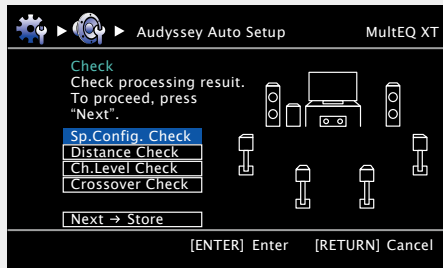 Audyssey Auto Setup
MultEQ XT
Check
Check processing resuit.
To proceed, press
“Next”.
Sp.Config. Check
Distance Check
Ch.Level Check
Crossover Check
Next → Store
[ENTER] Enter
[RETURN] Cancel